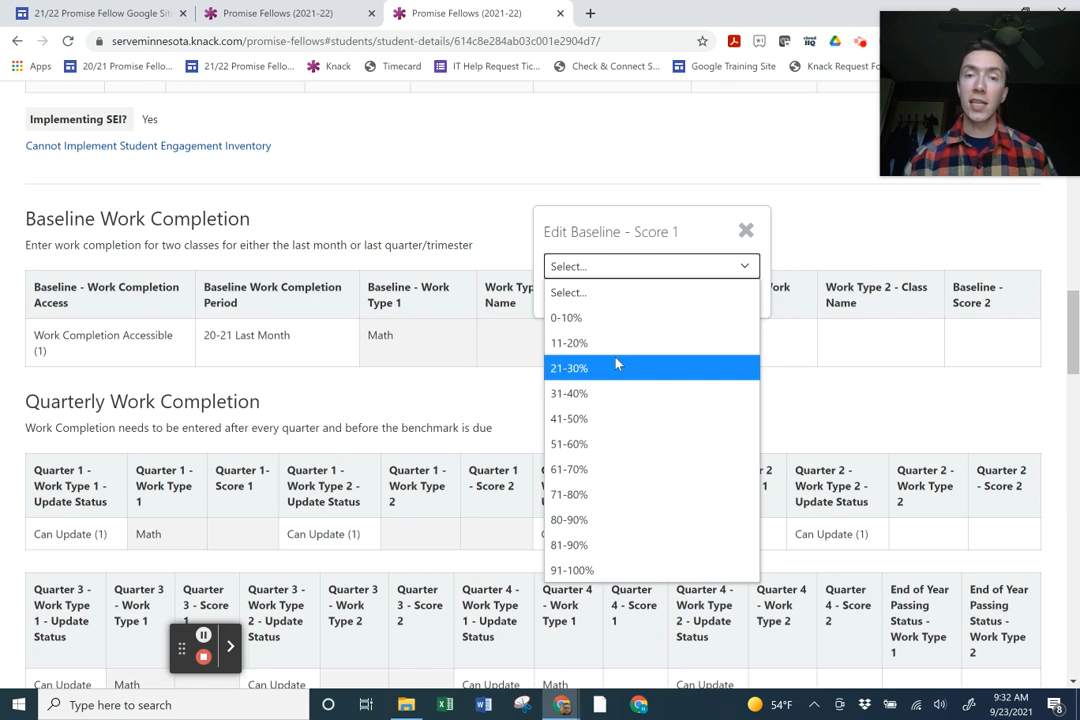 21/22 Promise Fellow Google Sit
Promise Fellows (2021-22)
Promise Fellows (2021-22)
serveminnesota.knack.com/promise-fellows#students/student-details/614c8e284ab03c001e2904d7/
Apps
20/21 Promise Fello...
21/22 Promise Fello...
Knack
Timecard
IT Help Request Tic...
Check & Connect S...
Google Training Site
Knack Request Fo
Implementing SEI? Yes
Cannot Implement Student Engagement Inventory
Baseline Work Completion
Enter work completion for two classes for either the last month or last quarter/trimester
Baseline - Work Completion
Access
Baseline Work Completion
Period
Baseline - Work
Type 1
Work Typ
Name
ork
Work Type 2 - Class
Name
Baseline -
Score 2
Work Completion Accessible
(1)
20-21 Last Month
Math
Edit Baseline - Score 1
Select...
Select...
0-10%
11-20%
21-30%
31-40%
41-50%
51-60%
61-70%
71-80%
80-90%
81-90%
91-100%
Quarterly Work Completion
Work Completion needs to be entered after every quarter and before the benchmark is due
Quarter 1 -
Work Type 1 -
Update Status
Quarter 1 -
Work Type
1
Quarter 1-
Score 1
Quarter 1 -
Work Type 2 -
Update Status
Quarter 1 -
Work Type
2
Quarter 1
- Score 2
r 2
1
Quarter 2 -
Work Type 2 -
Update Status
Quarter 2 -
Work Type
2
Quarter 2
- Score 2
Can Update (1)
Math
Can Update (1)
Can Update (1)
Quarter 3 -
Work Type
1 - Update
Status
Quarter 3
- Work
Type 1
Quarter
3 - Score
Quarter 3 -
Work Type
2 - Update
Status
Quarter 3
- Work
Type 2
Quarter
3 - Score
2
Quarter 4 -
Work Type
1 - Update
Status
Quarter 4
- Work
Type 1
Quarter
4 - Score
1
Quarter 4 -
Work Type
2 - Update
Status
Quarter 4
- Work
Type 2
Quarter
4 - Score
2
End of Year
Passing
Status -
Work Type
1
End of Year
Passing
Status -
Work Type
2
Can Update
Math
Can Update
Can Update
Math
Can Update
Type here to search
54°F
9:32 AM
9/23/2021
8